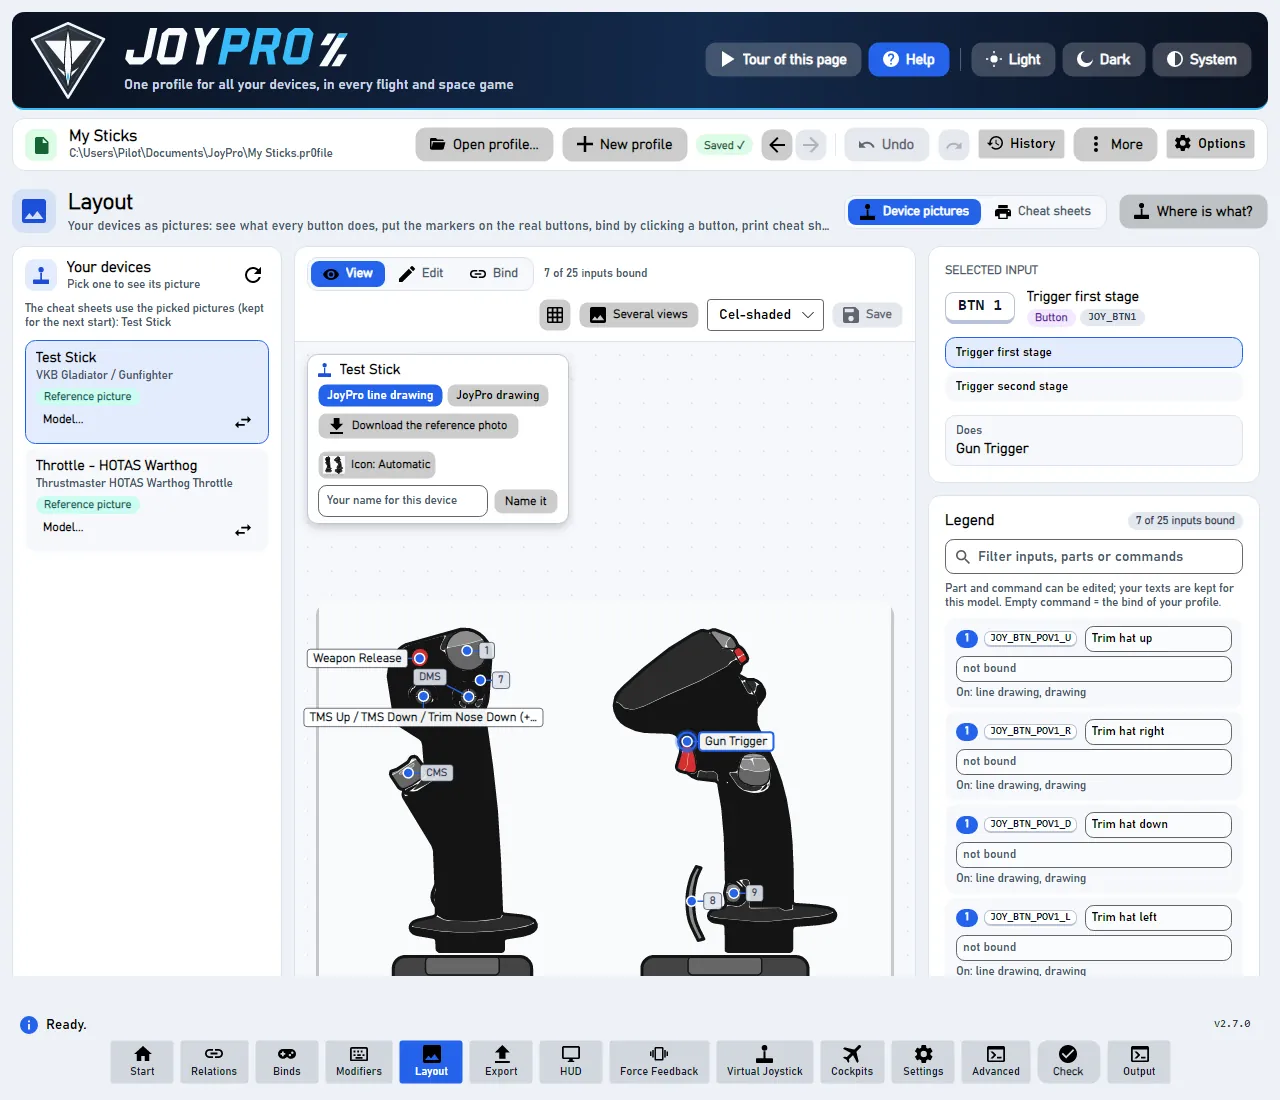 JOYPRO
One profile for all your devices, in every flight and space game
Tour of this page
Help
Light
Dark
System
My Sticks
C:\Users\Pilot\Documents\JoyPro\My Sticks.pr0file
Open profile...
New profile
Saved ✓
Undo
History
More
Options
Layout
Your devices as pictures: see what every button does, put the markers on the real buttons, bind by clicking a button, print cheat sh...
Device pictures
Cheat sheets
Where is what?
Your devices
Pick one to see its picture
The cheat sheets use the picked pictures (kept
for the next start): Test Stick
Test Stick
VKB Gladiator / Gunfighter
Reference picture
Model...
Throttle - HOTAS Warthog
Thrustmaster HOTAS Warthog Throttle
Reference picture
Model...
View
Edit
Bind
7 of 25 inputs bound
Several views
Cel-shaded
Save
Test Stick
JoyPro line drawing
JoyPro drawing
Download the reference photo
Icon: Automatic
Your name for this device
Name it
Weapon Release
1
DMS
7
TMS Up / TMS Down / Trim Nose Down (+...
CMS
Gun Trigger
8
9
SELECTED INPUT
BTN 1
Trigger first stage
Button
JOY_BTN1
Trigger first stage
Trigger second stage
Does
Gun Trigger
Legend
7 of 25 inputs bound
Filter inputs, parts or commands
Part and command can be edited; your texts are kept for
this model. Empty command = the bind of your profile.
1
JOY_BTN_POV1_U
Trim hat up
not bound
On: line drawing, drawing
1
JOY_BTN_POV1_R
Trim hat right
not bound
On: line drawing, drawing
1
JOY_BTN_POV1_D
Trim hat down
not bound
On: line drawing, drawing
1
JOY_BTN_POV1_L
Trim hat left
not bound
On: line drawing, drawing
Ready.
v2.7.0
Start
Relations
Binds
Modifiers
Layout
Export
HUD
Force Feedback
Virtual Joystick
Cockpits
Settings
Advanced
Check
Output